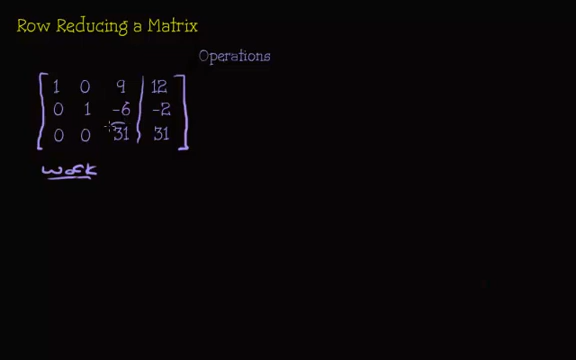 Row Reducing a Matrix
Operations
1 0 9 12
0 1 -6 -2
0 0 31 31
Work